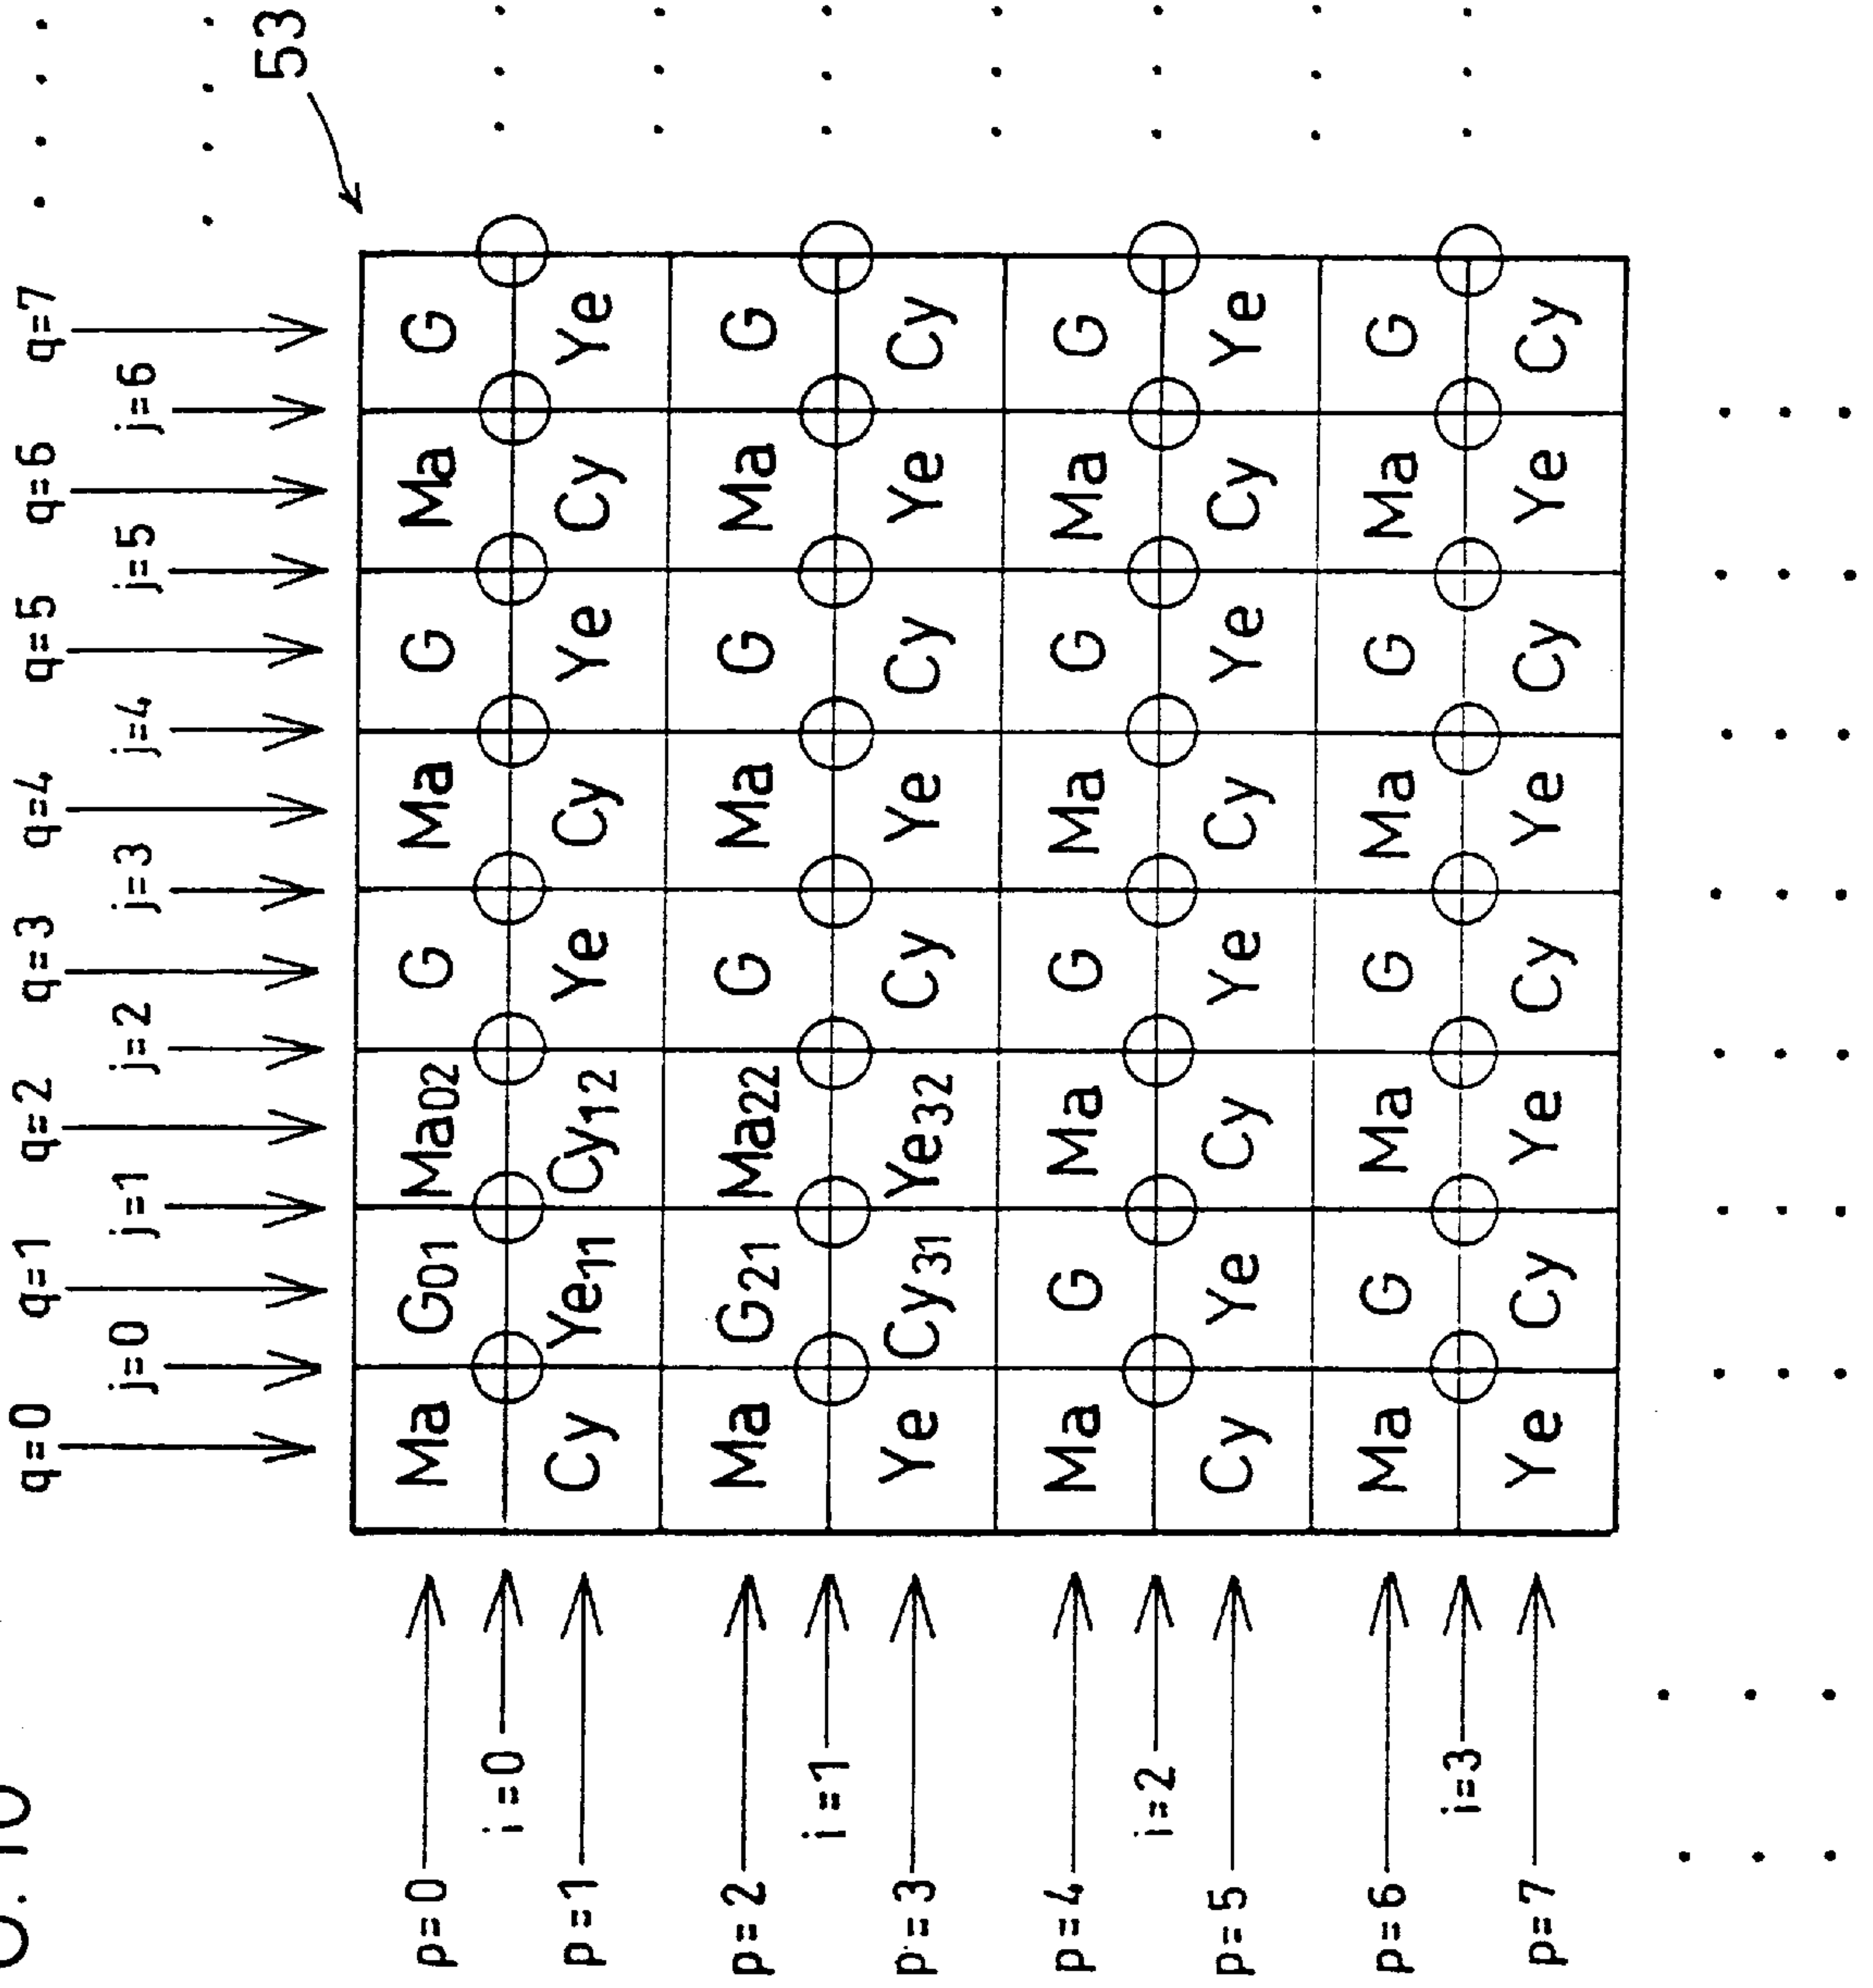 G. 10
q=0 q=1 q=2 q=3 q=4 q=5 q=6 q=7
j=0 j=1 j=2 j=3 j=4 j=5 j=6
53
p=0 Ma G01 Ma02 G Ma G Ma G
i=0
p=1 Cy Ye11 Cy12 Ye Cy Ye Cy Ye
p=2 Ma G21 Ma22 G Ma G Ma G
i=1
p=3 Ye Cy31 Ye32 Cy Ye Cy Ye Cy
p=4 Ma G Ma G Ma G Ma G
i=2
p=5 Cy Ye Cy Ye Cy Ye Cy Ye
p=6 Ma G Ma G Ma G Ma G
i=3
p=7 Ye Cy Ye Cy Ye Cy Ye Cy